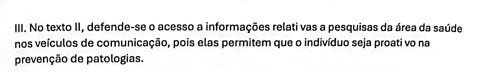 III. No texto II, defende-se o acesso a informações relati vas a pesquisas da área da saúde
nos veículos de comunicação, pois elas permitem que o indivíduo seja proati vo na
prevenção de patologias.